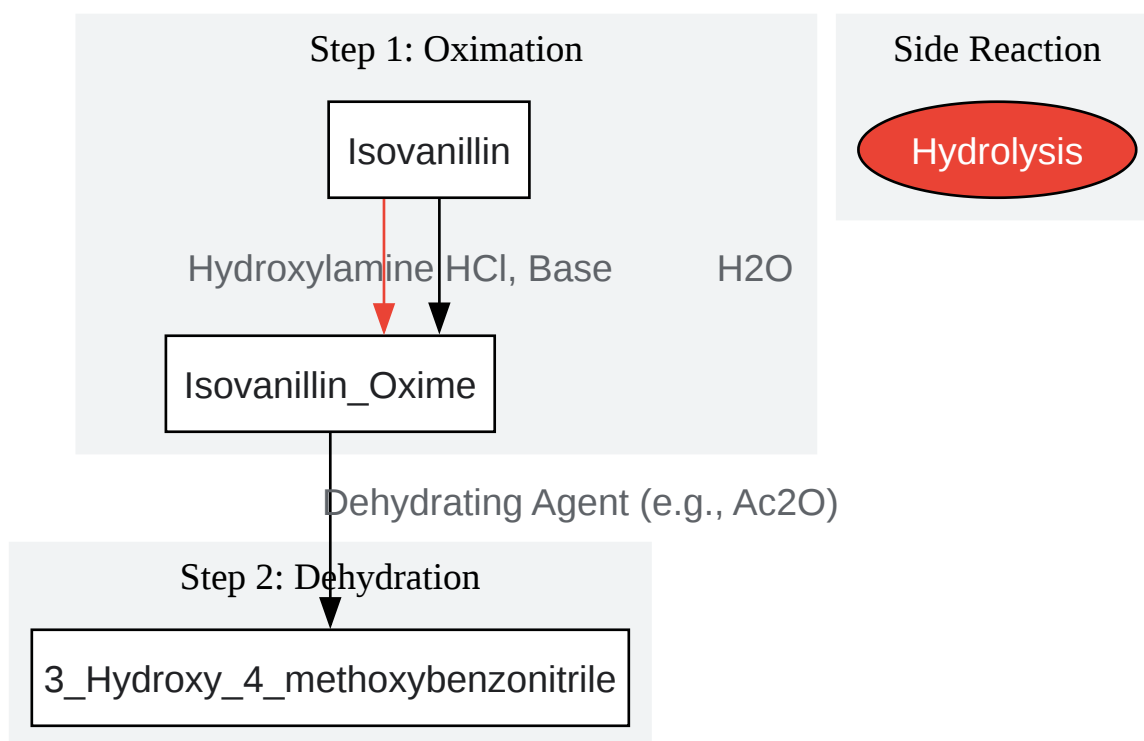 Step 1: Oximation
Side Reaction
Isovanillin
Hydrolysis
Hydroxylamine HCl, Base
H2O
Isovanillin_Oxime
Dehydrating Agent (e.g., Ac2O)
Step 2: Dehydration
3_Hydroxy_4_methoxybenzonitrile